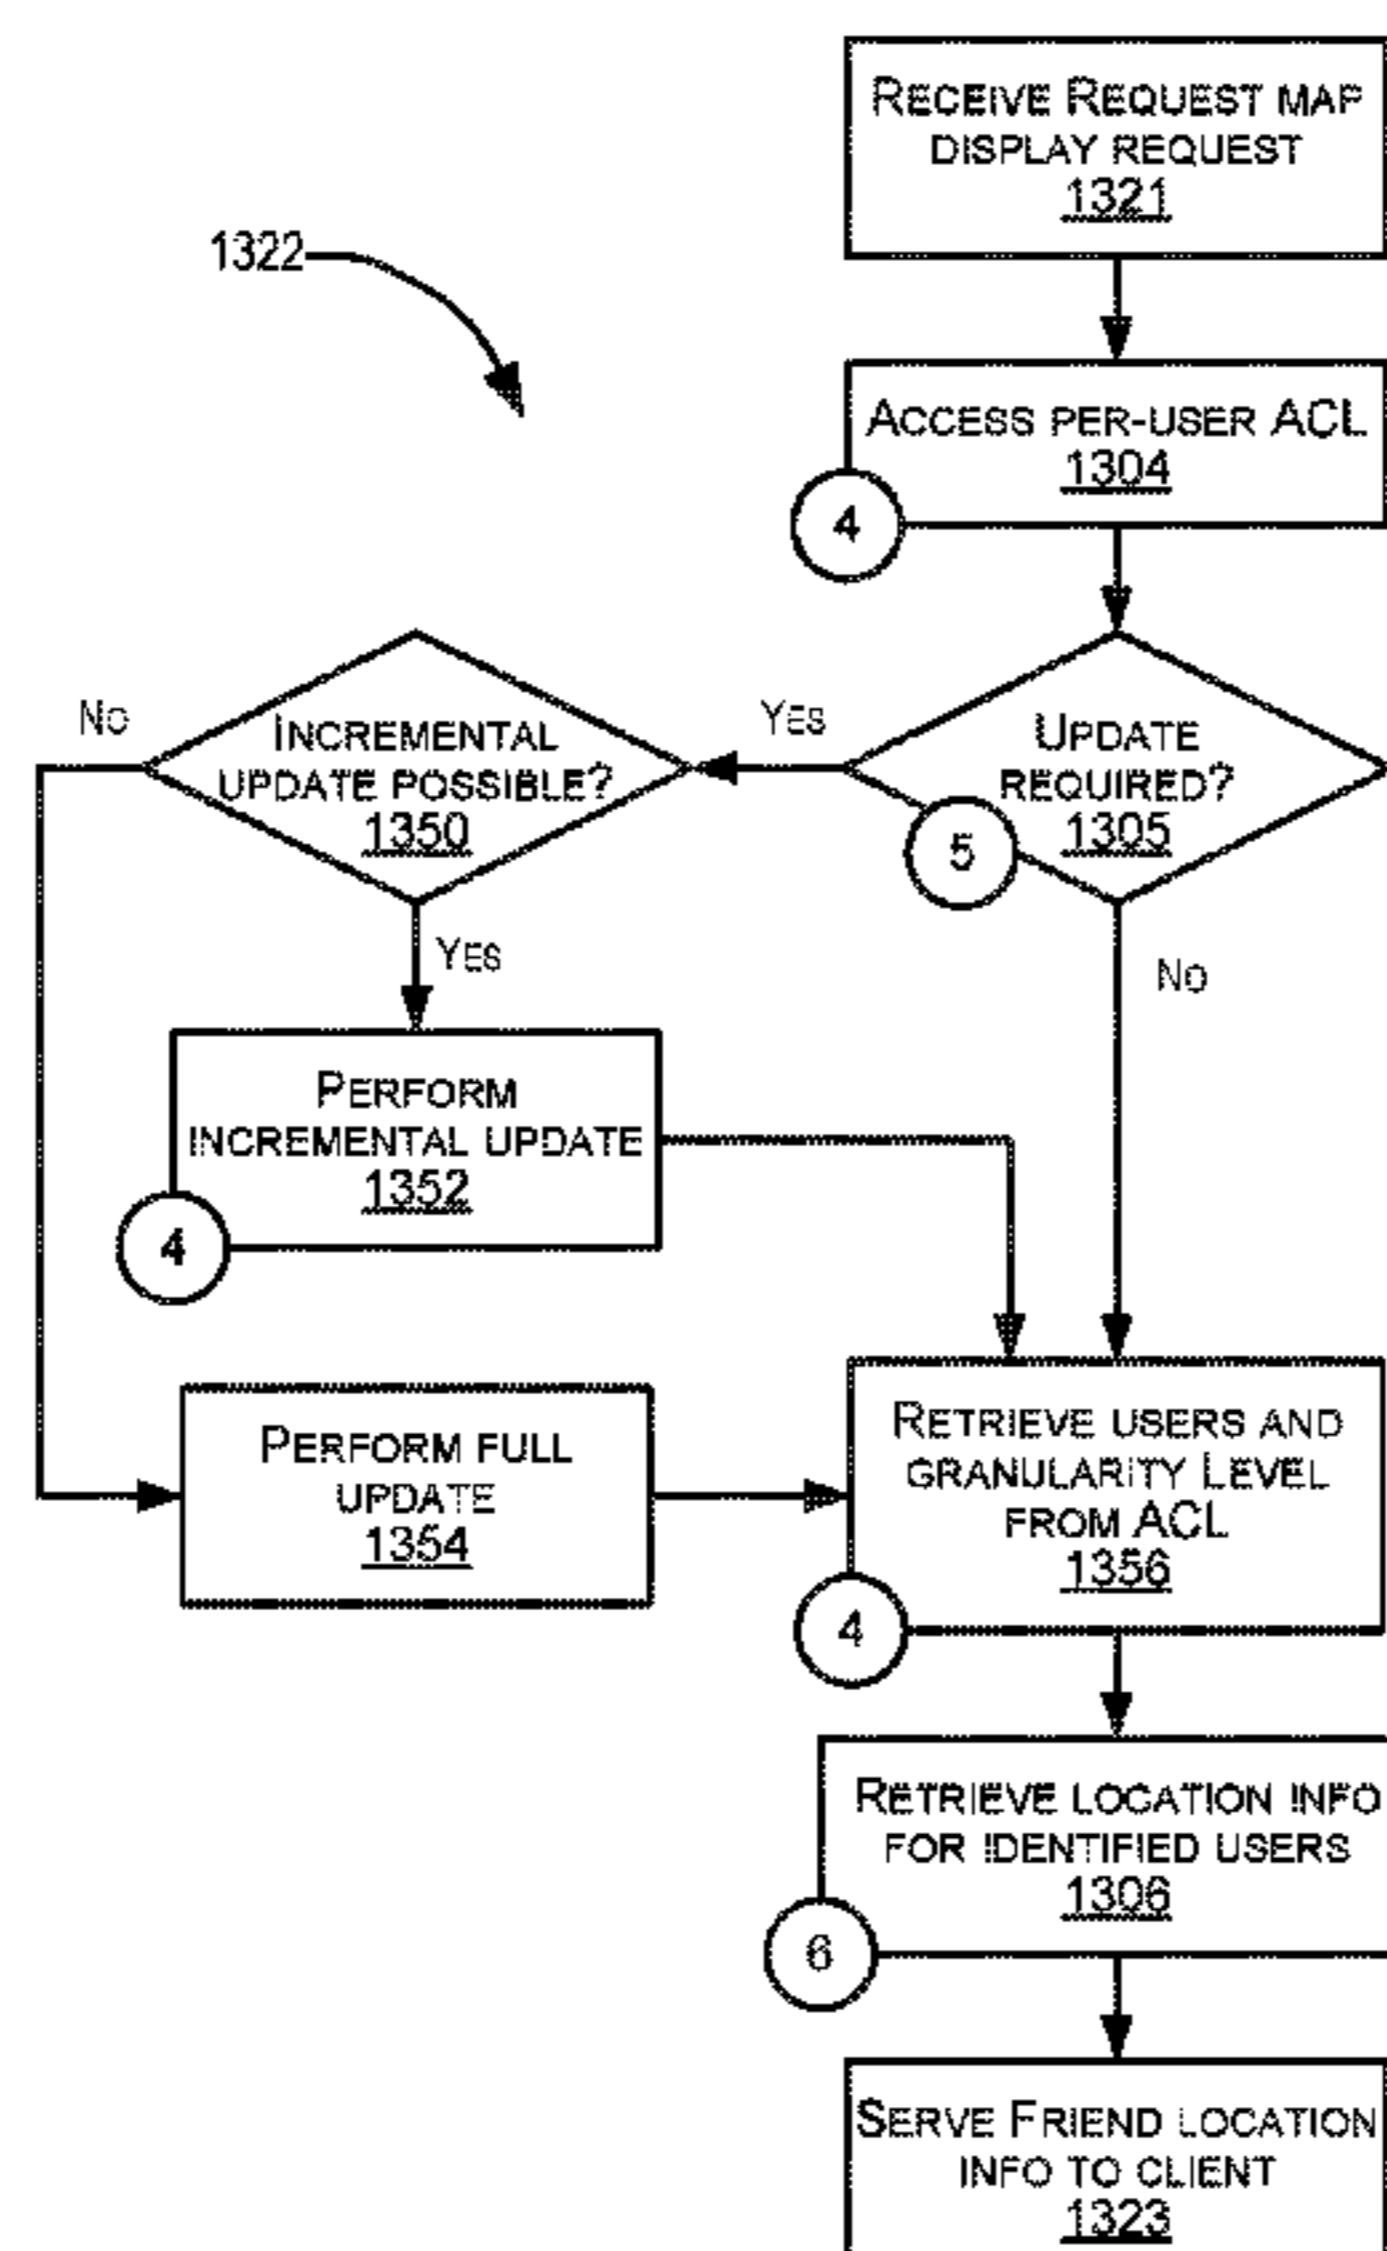 RECEIVE REQUEST MAP
DISPLAY REQUEST
1321
1322
ACCESS PER-USER ACL
1304
4
NO
INCREMENTAL
UPDATE POSSIBLE?
1350
YES
UPDATE
REQUIRED?
1305
5
YES
NO
PERFORM
INCREMENTAL UPDATE
1352
4
PERFORM FULL
UPDATE
1354
RETRIEVE USERS AND
GRANULARITY LEVEL
FROM ACL
1356
4
RETRIEVE LOCATION INFO
FOR IDENTIFIED USERS
1306
6
SERVE FRIEND LOCATION
INFO TO CLIENT
1323